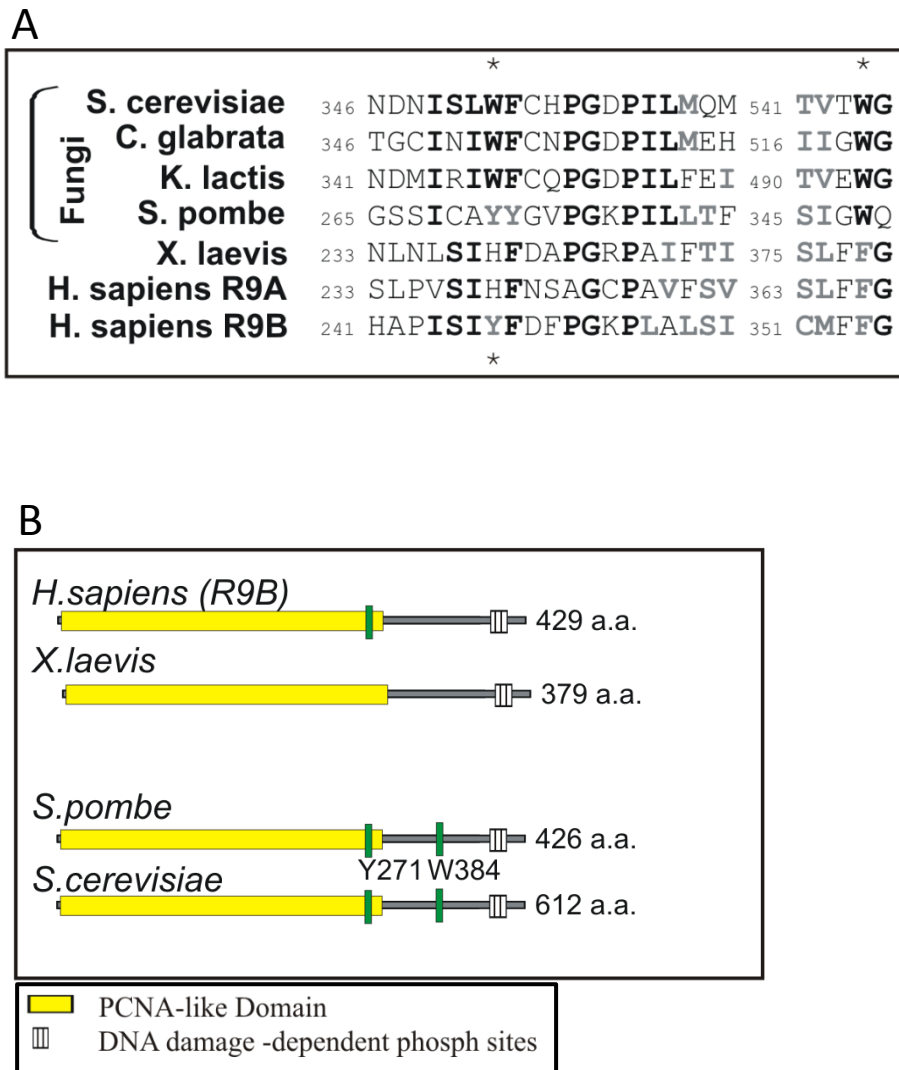 A
* *
S. cerevisiae 346 NDNISLWFCHPGDPILMQM 541 TVTWG
C. glabrata 346 TGCINIWFCNPGDPILMEH 516 IIGWG
K. lactis 341 NDMIRIWFCQPGDPILFEI 490 TVEWG
Fungi
S. pombe 265 GSSICAYYGVPGKPILLTF 345 SIGWQ
X. laevis 233 NLNLSIHFDAPGRPAIFTI 375 SLFFG
H. sapiens R9A 233 SLPVSIHFNSAGCPAVFSV 363 SLFFG
H. sapiens R9B 241 HAPISIYFDFPGKPLALSI 351 CMFFG
*
B
H.sapiens (R9B)
429 a.a.
X.laevis
379 a.a.
S.pombe
426 a.a.
Y271 W384
S.cerevisiae
612 a.a.
PCNA-like Domain
DNA damage -dependent phosph sites